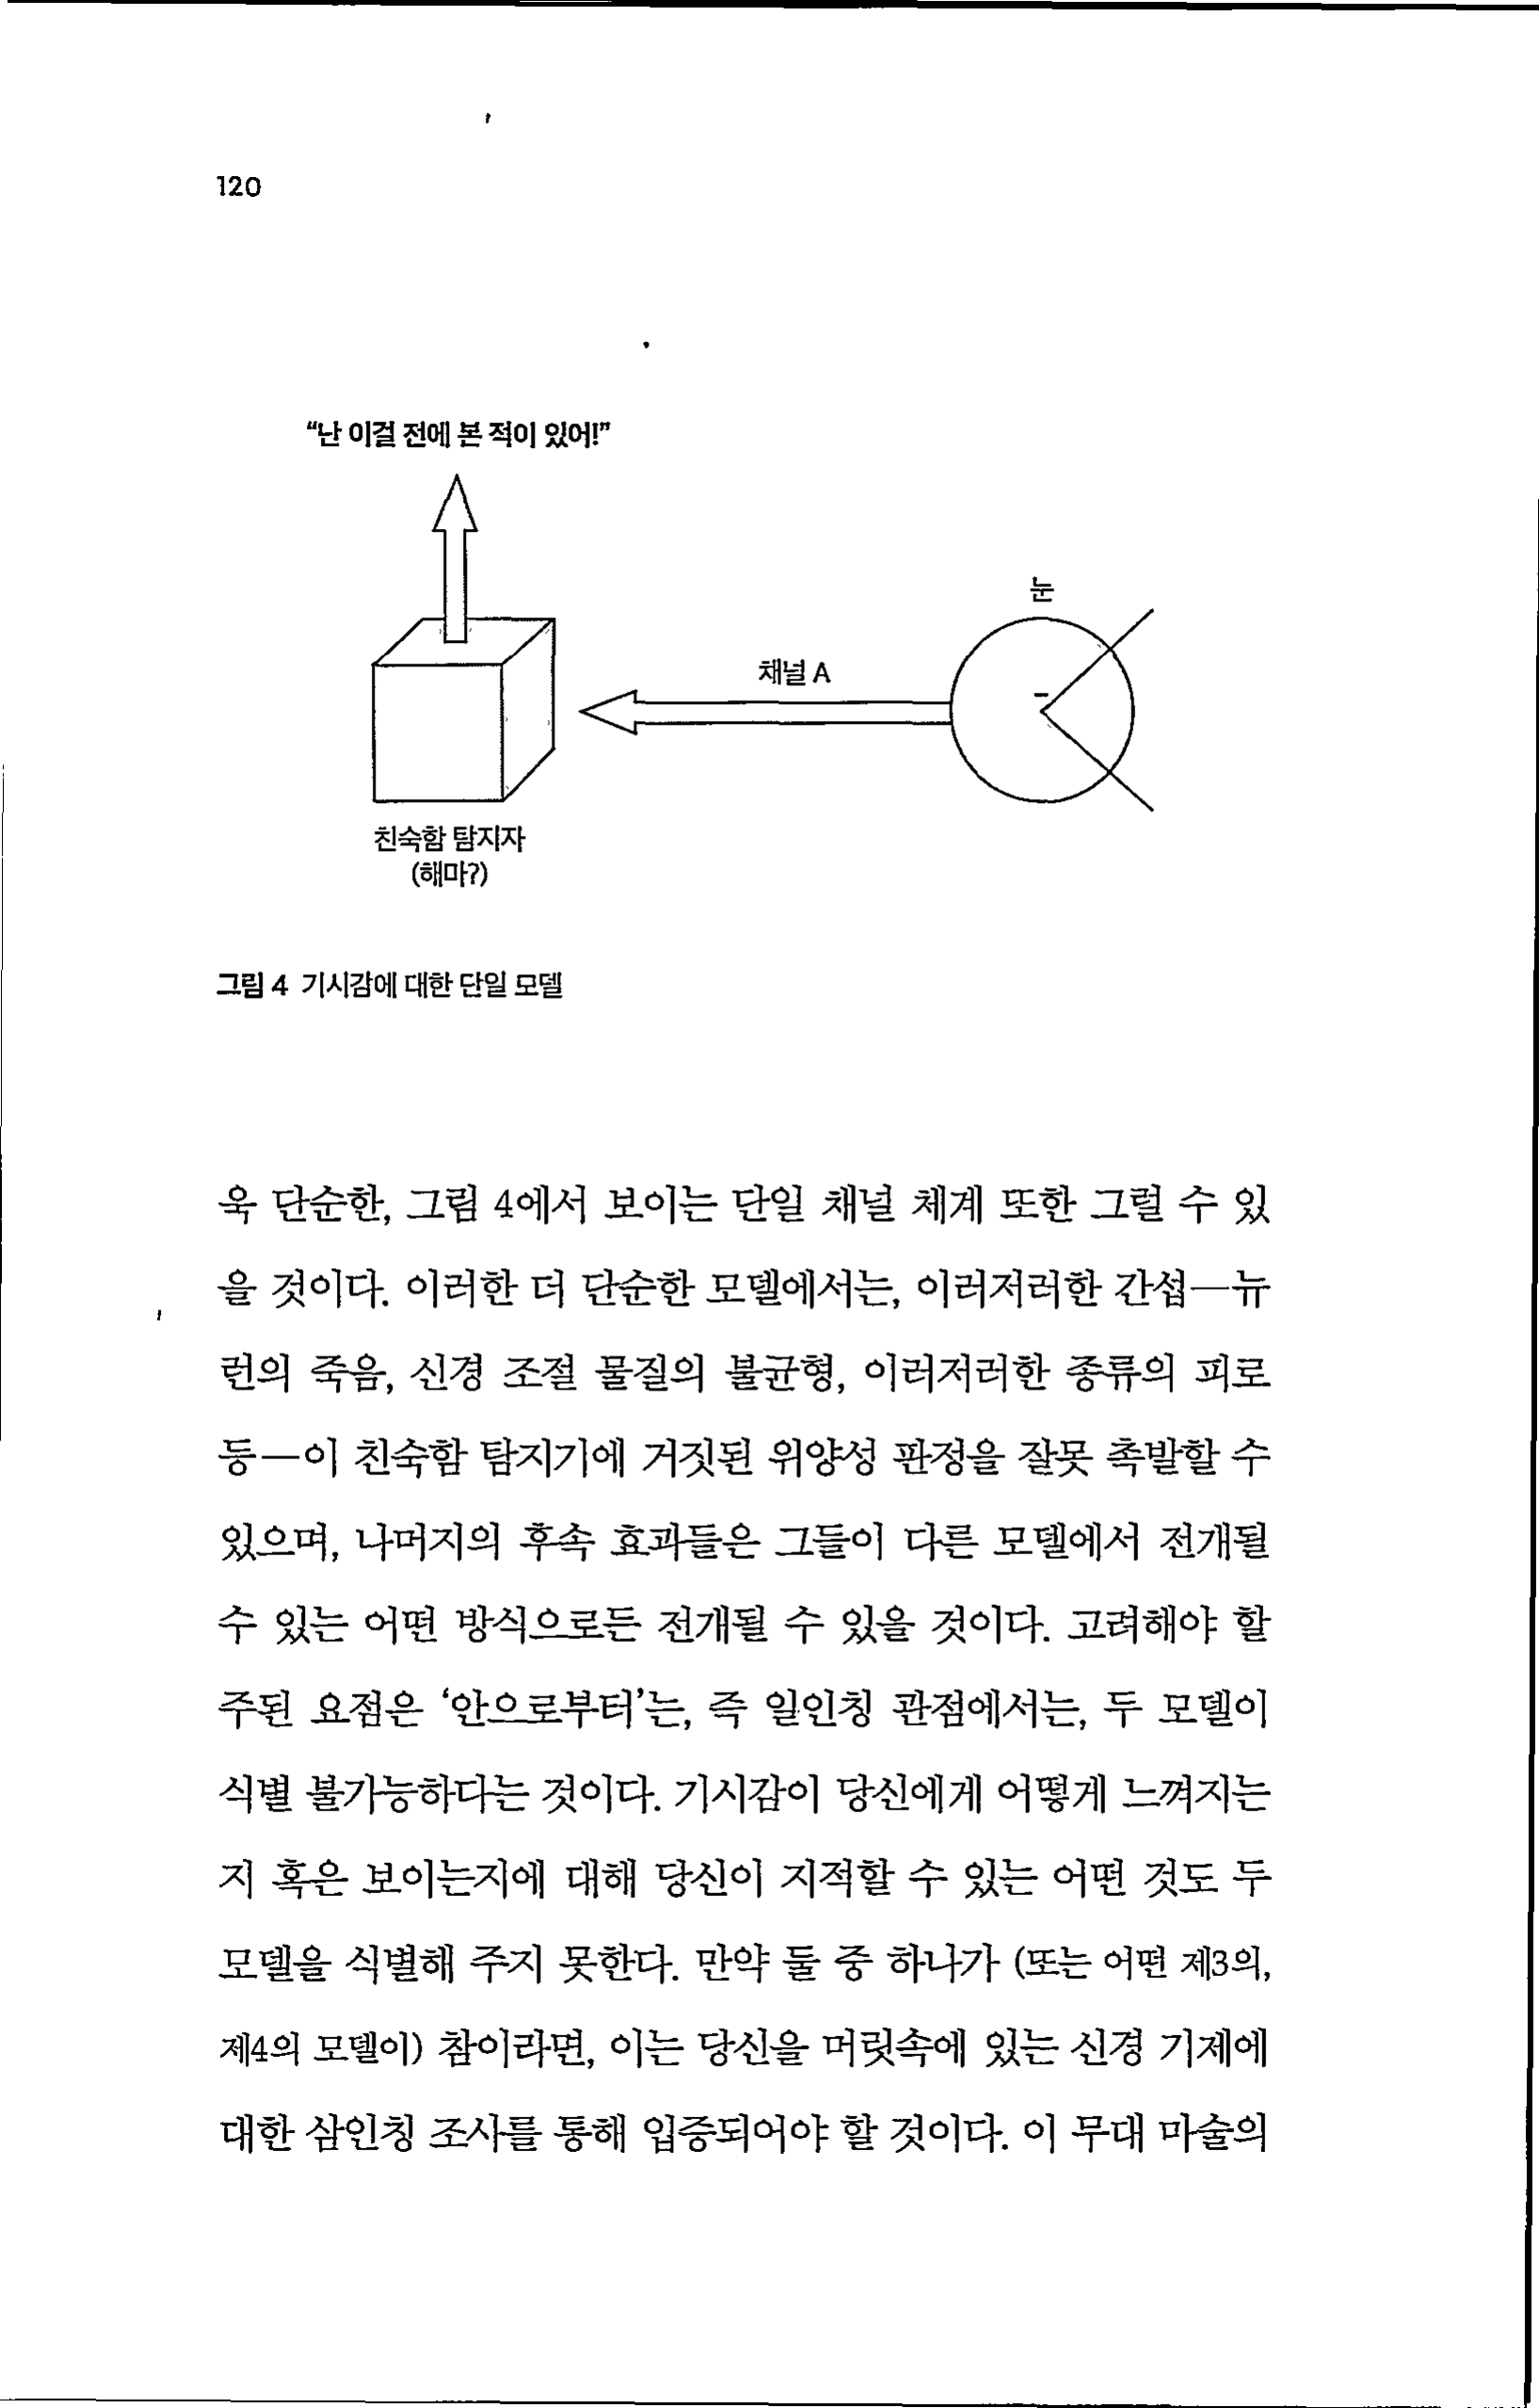 120
“난 이걸 전에 본 적이 있어!”
눈
채널 A
친숙함 탐지자
(해마?)
그림 4 기시감에 대한 단일 모델
욱 단순한, 그림 4에서 보이는 단일 채널 체계 또한 그럴 수 있
을 것이다. 이러한 더 단순한 모델에서는, 이러저러한 간섭—뉴
런의 죽음, 신경 조절 물질의 불균형, 이러저러한 종류의 피로
등—이 친숙함 탐지기에 거짓된 위양성 판정을 잘못 촉발할 수
있으며, 나머지의 후속 효과들은 그들이 다른 모델에서 전개될
수 있는 어떤 방식으로든 전개될 수 있을 것이다. 고려해야 할
주된 요점은 ‘안으로부터’는, 즉 일인칭 관점에서는, 두 모델이
식별 불가능하다는 것이다. 기시감이 당신에게 어떻게 느껴지는
지 혹은 보이는지에 대해 당신이 지적할 수 있는 어떤 것도 두
모델을 식별해 주지 못한다. 만약 둘 중 하나가 (또는 어떤 제3의,
제4의 모델이) 참이라면, 이는 당신을 머릿속에 있는 신경 기제에
대한 삼인칭 조사를 통해 입증되어야 할 것이다. 이 무대 마술의